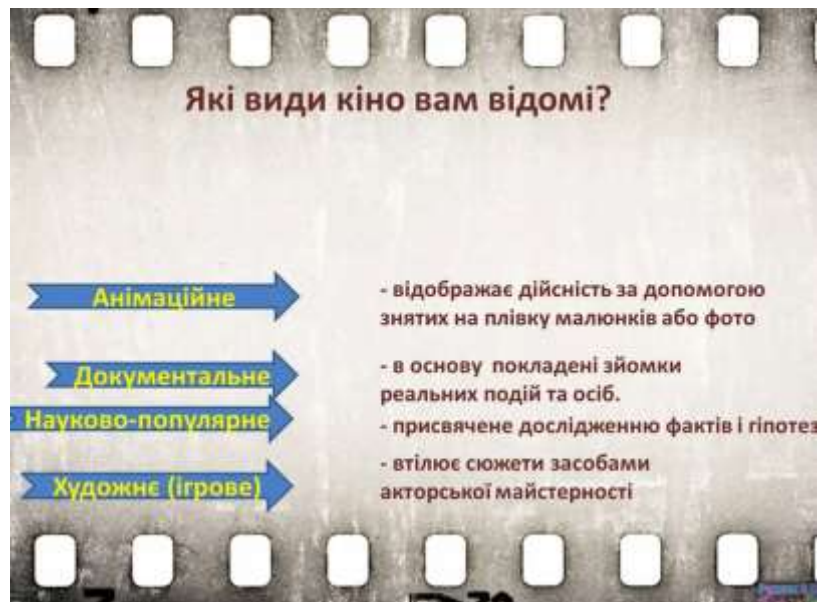 Які види кіно вам відомі?
Анімаційне
- відображає дійсність за допомогою
знятих на плівку малюнків або фото
Документальне
- в основу покладені зйомки
реальних подій та осіб.
Науково-популярне
- присвячене дослідженню фактів і гіпотез
Художнє (ігрове)
- втілює сюжети засобами
акторської майстерності